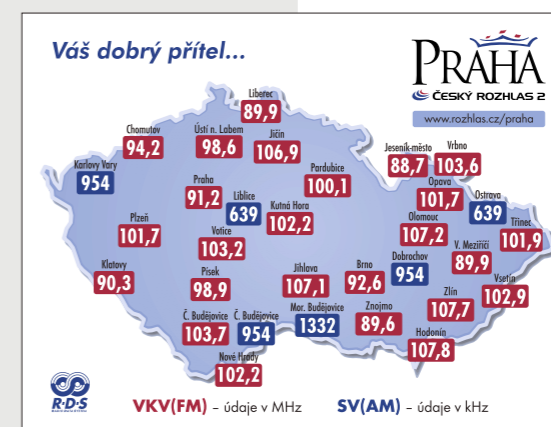 Váš dobrý přítel...
PRAHA
ČESKÝ ROZHLAS 2
www.rozhlas.cz/praha
Liberec
89,9
Chomutov
94,2
Ústí n. Labem
98,6
Jičín
106,9
Jeseník-město
88,7
Vrbno
103,6
Karlovy Vary
954
Praha
91,2
Liblice
639
Pardubice
100,1
Opava
101,7
Ostrava
639
Kutná Hora
102,2
Plzeň
101,7
Votice
103,2
Olomouc
107,2
Třinec
101,9
V. Meziříčí
89,9
Klatovy
90,3
Písek
98,9
Jihlava
107,1
Brno
92,6
Dobrochov
954
Vsetín
102,9
Zlín
107,7
Č. Budějovice
103,7
Č. Budějovice
954
Mor. Budějovice
1332
Znojmo
89,6
Hodonín
107,8
Nové Hrady
102,2
R·D·S
VKV(FM) – údaje v MHz
SV(AM) – údaje v kHz